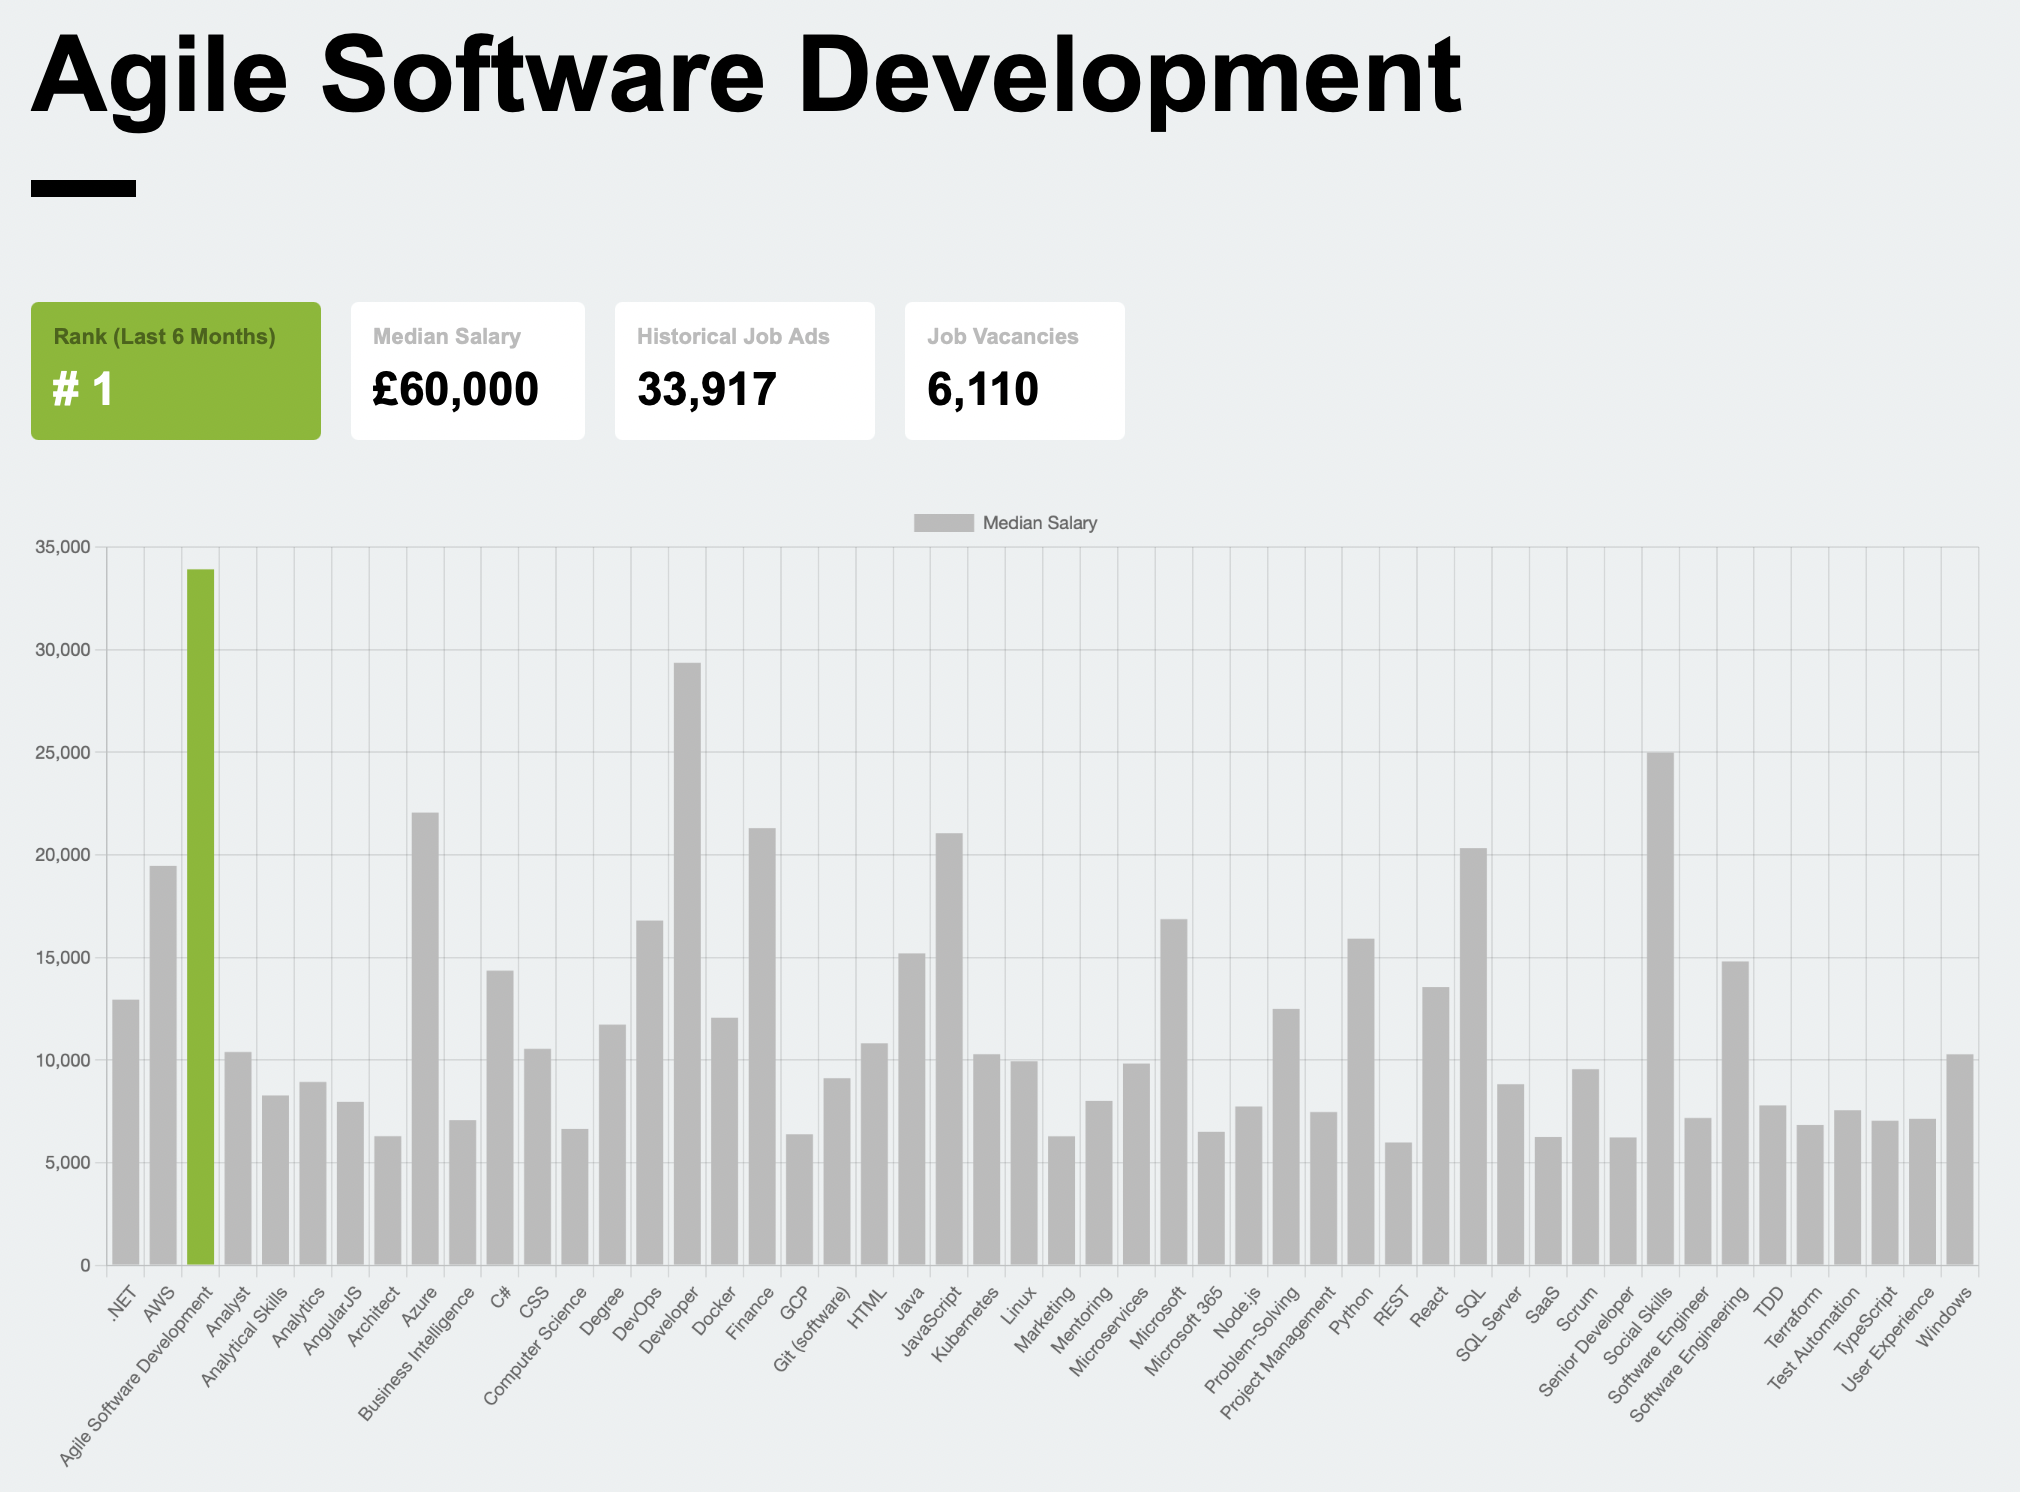 Agile Software Development
Rank (Last 6 Months)
# 1
Median Salary
£60,000
Historical Job Ads
33,917
Job Vacancies
6,110
Median Salary
35,000
30,000
25,000
20,000
15,000
10,000
5,000
0
.NET
AWS
Agile Software Development
Analyst
Analytical Skills
Analytics
AngularJS
Architect
Azure
Business Intelligence
C#
CSS
Computer Science
Degree
DevOps
Developer
Docker
Finance
GCP
Git (software)
HTML
Java
JavaScript
Kubernetes
Linux
Marketing
Mentoring
Microservices
Microsoft
Microsoft 365
Node.js
Problem-Solving
Project Management
Python
REST
React
SQL
SQL Server
SaaS
Scrum
Senior Developer
Social Skills
Software Engineer
Software Engineering
TDD
Terraform
Test Automation
TypeScript
User Experience
Windows